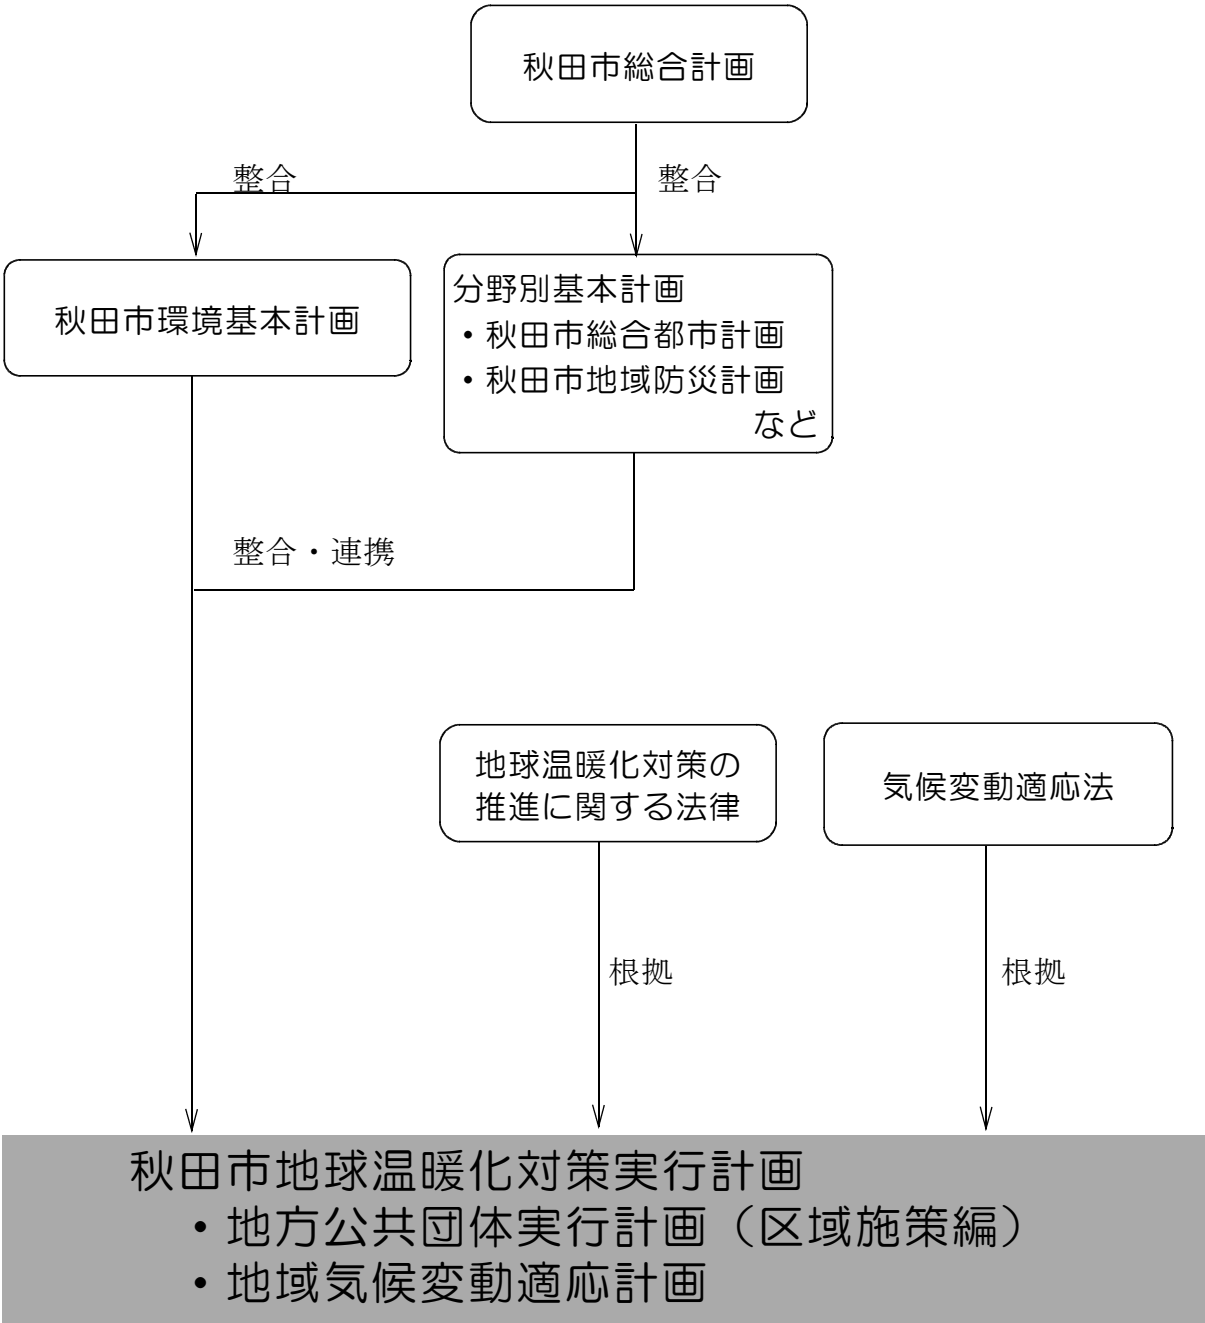 秋田市総合計画
整合
整合
秋田市環境基本計画
分野別基本計画
・秋田市総合都市計画
・秋田市地域防災計画
など
整合・連携
地球温暖化対策の
推進に関する法律
気候変動適応法
根拠
根拠
秋田市地球温暖化対策実行計画
・地方公共団体実行計画（区域施策編）
・地域気候変動適応計画